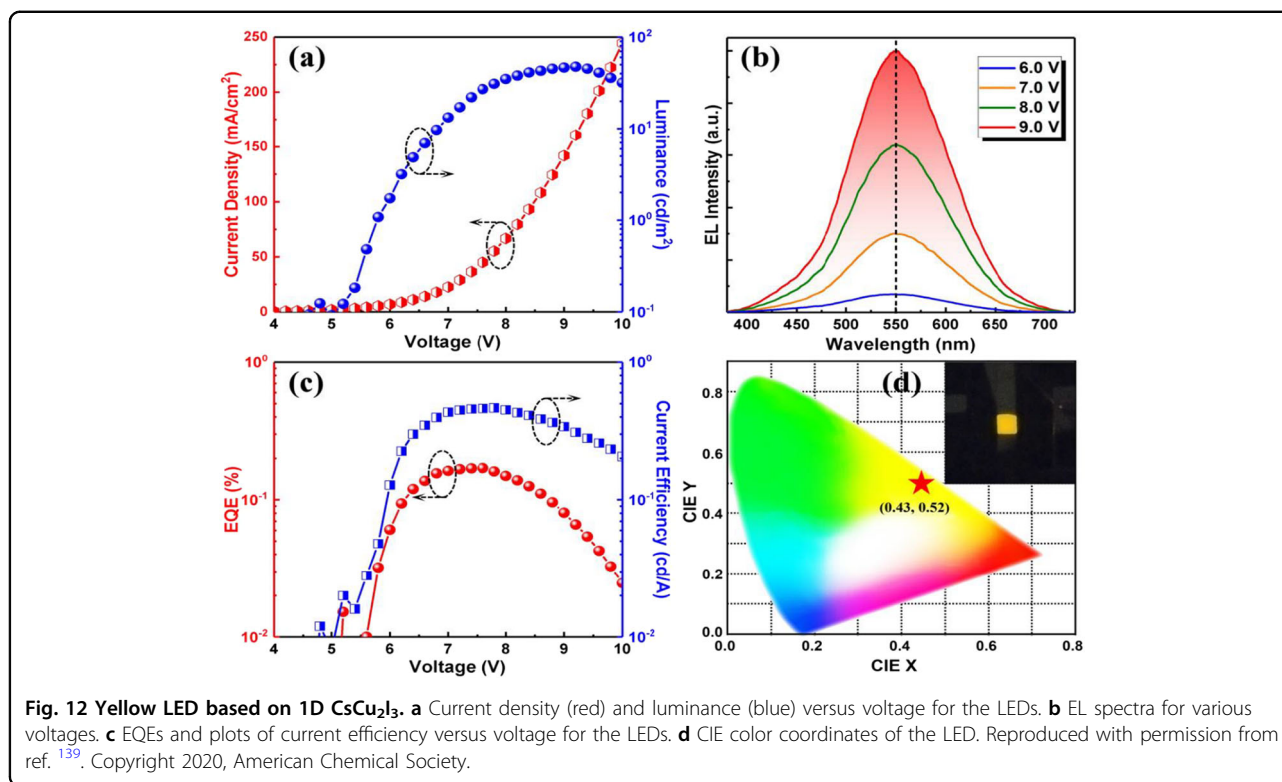 (a)
Current Density (mA/cm²)
250
200
150
100
50
0
4 5 6 7 8 9 10
Voltage (V)
10²
10¹
10⁰
10⁻¹
Luminance (cd/m²)
(b)
EL Intensity (a.u.)
6.0 V
7.0 V
8.0 V
9.0 V
400 450 500 550 600 650 700
Wavelength (nm)
(c)
EQE (%)
10⁰
10⁻¹
10⁻²
4 5 6 7 8 9 10
Voltage (V)
10⁰
10⁻¹
10⁻²
Current Efficiency (cd/A)
(d)
CIE Y
0.8
0.6
0.4
0.2
0.0
(0.43, 0.52)
0.0 0.2 0.4 0.6 0.8
CIE X
Fig. 12 Yellow LED based on 1D CsCu₂I₃. a Current density (red) and luminance (blue) versus voltage for the LEDs. b EL spectra for various
voltages. c EQEs and plots of current efficiency versus voltage for the LEDs. d CIE color coordinates of the LED. Reproduced with permission from
ref. ¹³⁹. Copyright 2020, American Chemical Society.